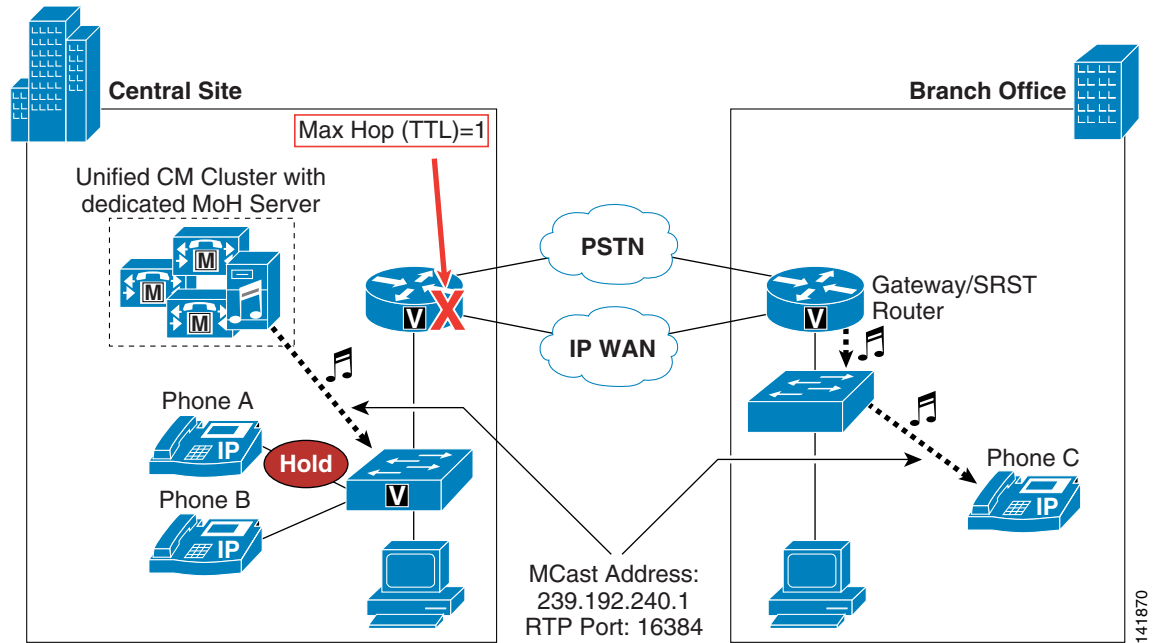 Central Site
Branch Office
Max Hop (TTL)=1
Unified CM Cluster with
dedicated MoH Server
M
M
M
PSTN
V
X
IP WAN
Gateway/SRST
Router
V
Phone A
IP
Hold
Phone B
IP
V
Phone C
IP
MCast Address:
239.192.240.1
RTP Port: 16384
141870